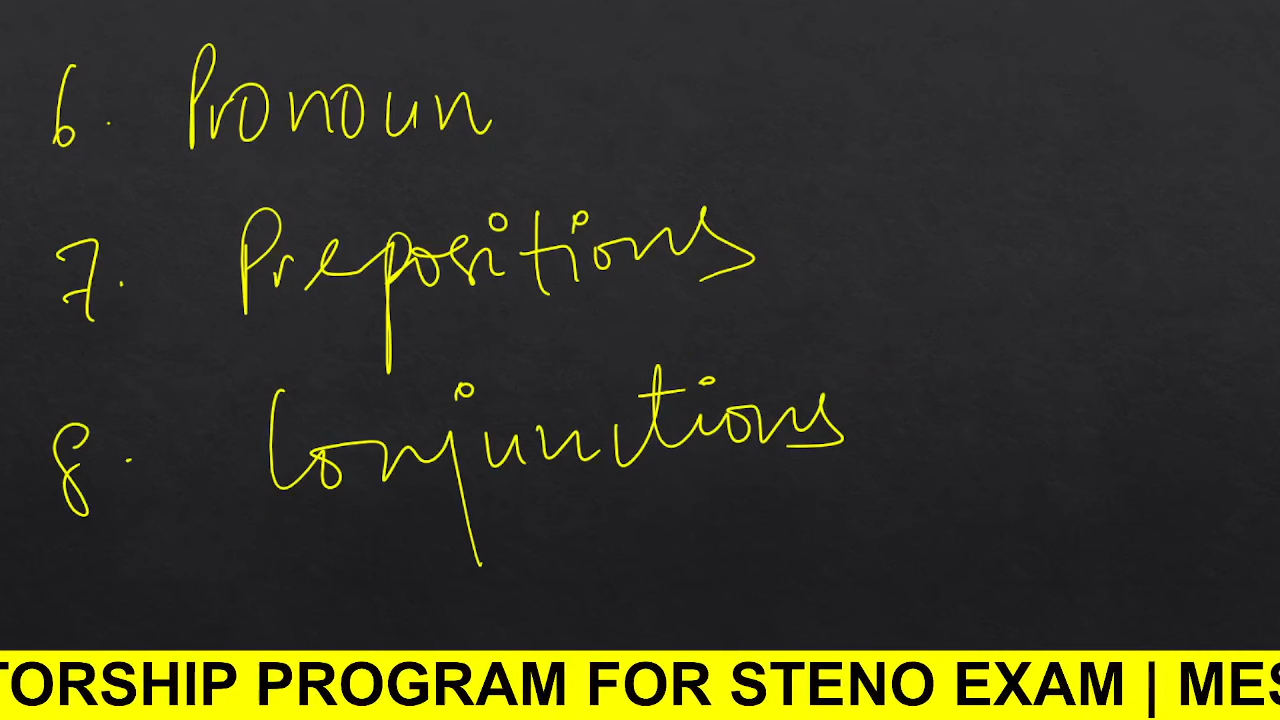 6. Pronoun
7. Prepositions
8. Conjunctions
TORSHIP PROGRAM FOR STENO EXAM | MES